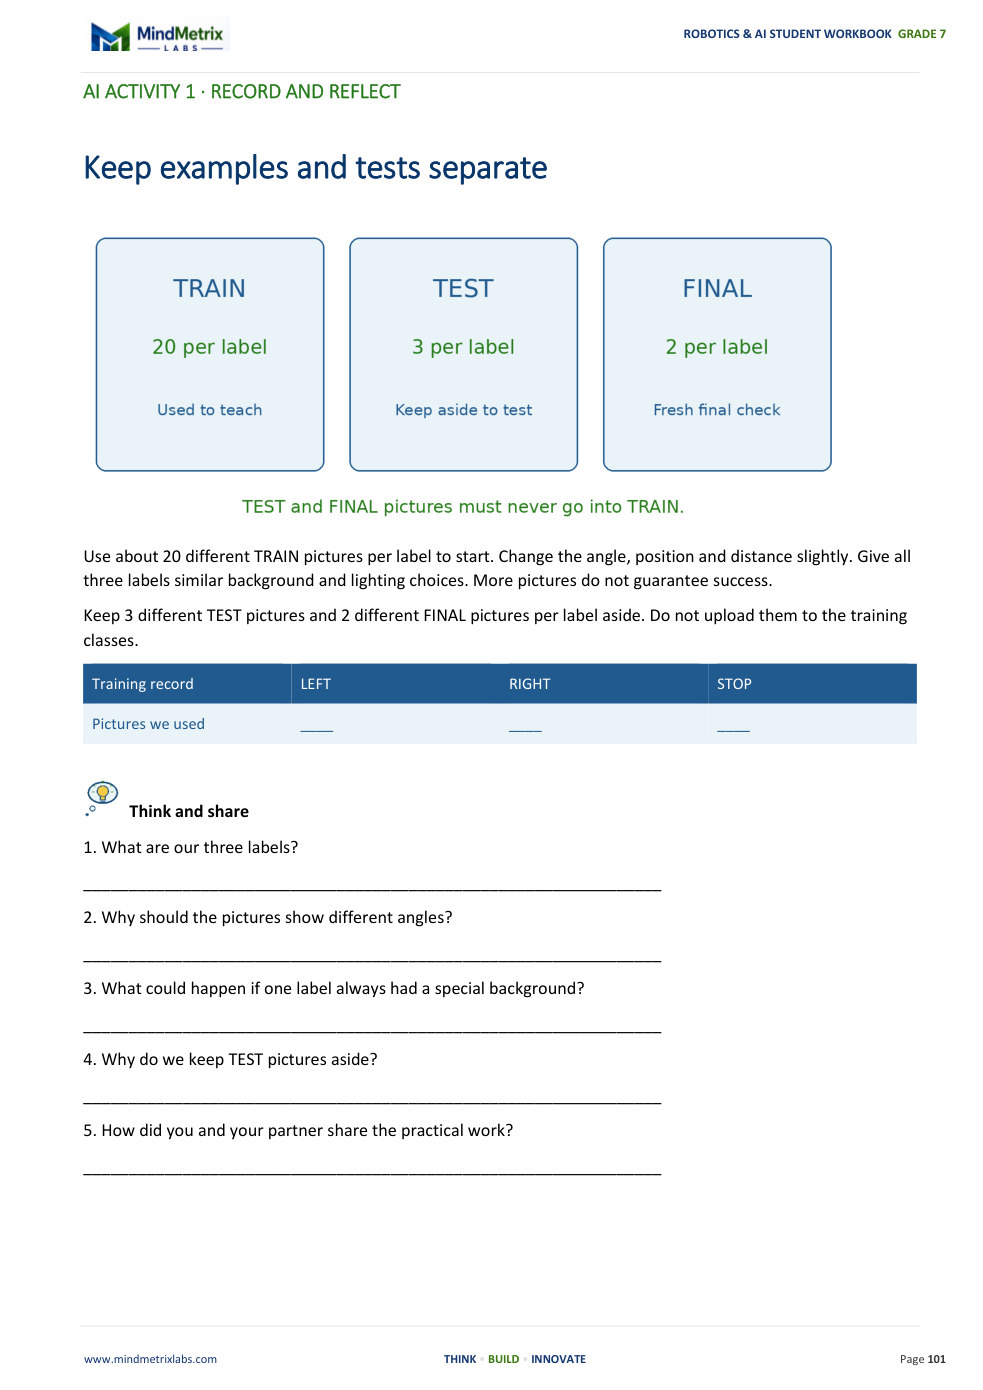 MindMetrix
LABS
ROBOTICS & AI STUDENT WORKBOOK GRADE 7
AI ACTIVITY 1 · RECORD AND REFLECT
Keep examples and tests separate
TRAIN
20 per label
Used to teach
TEST
3 per label
Keep aside to test
FINAL
2 per label
Fresh final check
TEST and FINAL pictures must never go into TRAIN.
Use about 20 different TRAIN pictures per label to start. Change the angle, position and distance slightly. Give all
three labels similar background and lighting choices. More pictures do not guarantee success.
Keep 3 different TEST pictures and 2 different FINAL pictures per label aside. Do not upload them to the training
classes.
Training record LEFT RIGHT STOP
Pictures we used ____ ____ ____
Think and share
1. What are our three labels?
2. Why should the pictures show different angles?
3. What could happen if one label always had a special background?
4. Why do we keep TEST pictures aside?
5. How did you and your partner share the practical work?
www.mindmetrixlabs.com THINK • BUILD • INNOVATE Page 101